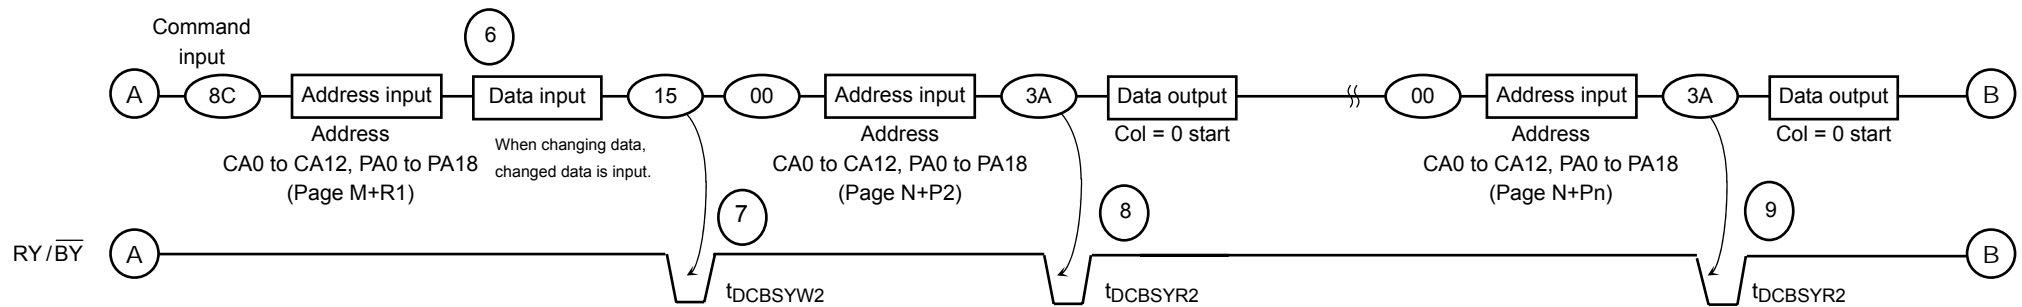 Command
input
6
A 8C Address input Data input 15 00 Address input 3A Data output 00 Address input 3A Data output B
Address
CA0 to CA12, PA0 to PA18
(Page M+R1)
When changing data,
changed data is input.
Address
CA0 to CA12, PA0 to PA18
(Page N+P2)
Col = 0 start
Address
CA0 to CA12, PA0 to PA18
(Page N+Pn)
Col = 0 start
7
8
9
RY/BY A B
tDCBSYW2
tDCBSYR2
tDCBSYR2